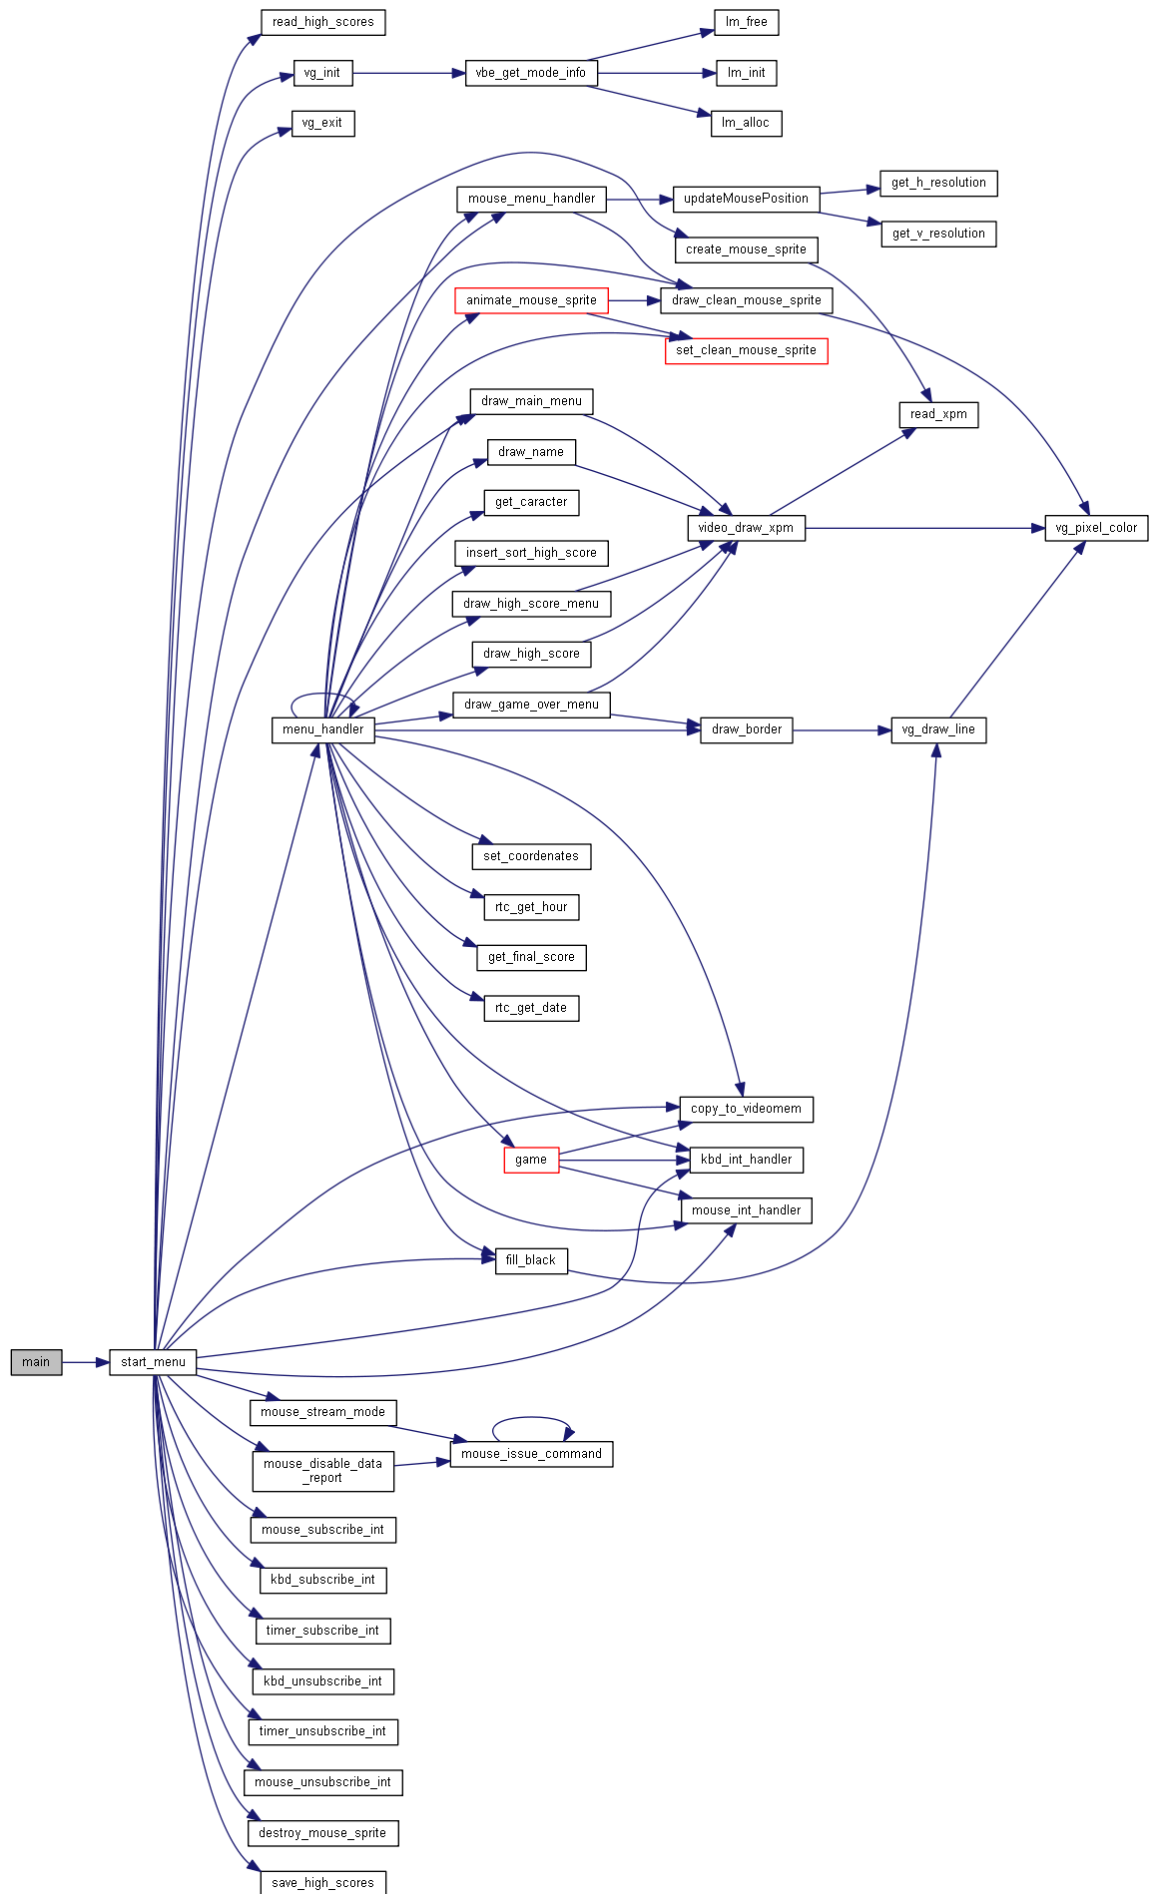 read_high_scores
lm_free
vg_init
vbe_get_mode_info
lm_init
vg_exit
lm_alloc
get_h_resolution
mouse_menu_handler
updateMousePosition
get_v_resolution
create_mouse_sprite
animate_mouse_sprite
draw_clean_mouse_sprite
set_clean_mouse_sprite
draw_main_menu
read_xpm
draw_name
get_caracter
video_draw_xpm
vg_pixel_color
insert_sort_high_score
draw_high_score_menu
draw_high_score
draw_game_over_menu
menu_handler
draw_border
vg_draw_line
set_coordenates
rtc_get_hour
get_final_score
rtc_get_date
copy_to_videomem
game
kbd_int_handler
mouse_int_handler
fill_black
main
start_menu
mouse_stream_mode
mouse_issue_command
mouse_disable_data
_report
mouse_subscribe_int
kbd_subscribe_int
timer_subscribe_int
kbd_unsubscribe_int
timer_unsubscribe_int
mouse_unsubscribe_int
destroy_mouse_sprite
save_high_scores